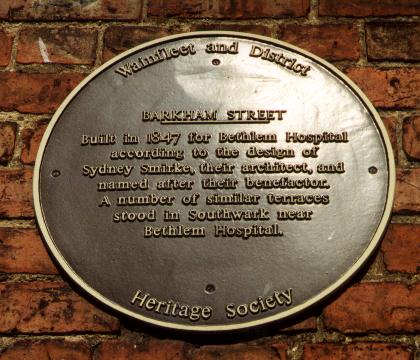 Wainfleet and District
BARKHAM STREET
Built in 1847 for Bethlem Hospital
according to the design of
Sydney Smirke, their architect, and
named after their benefactor.
A number of similar terraces
stood in Southwark near
Bethlem Hospital.
Heritage Society